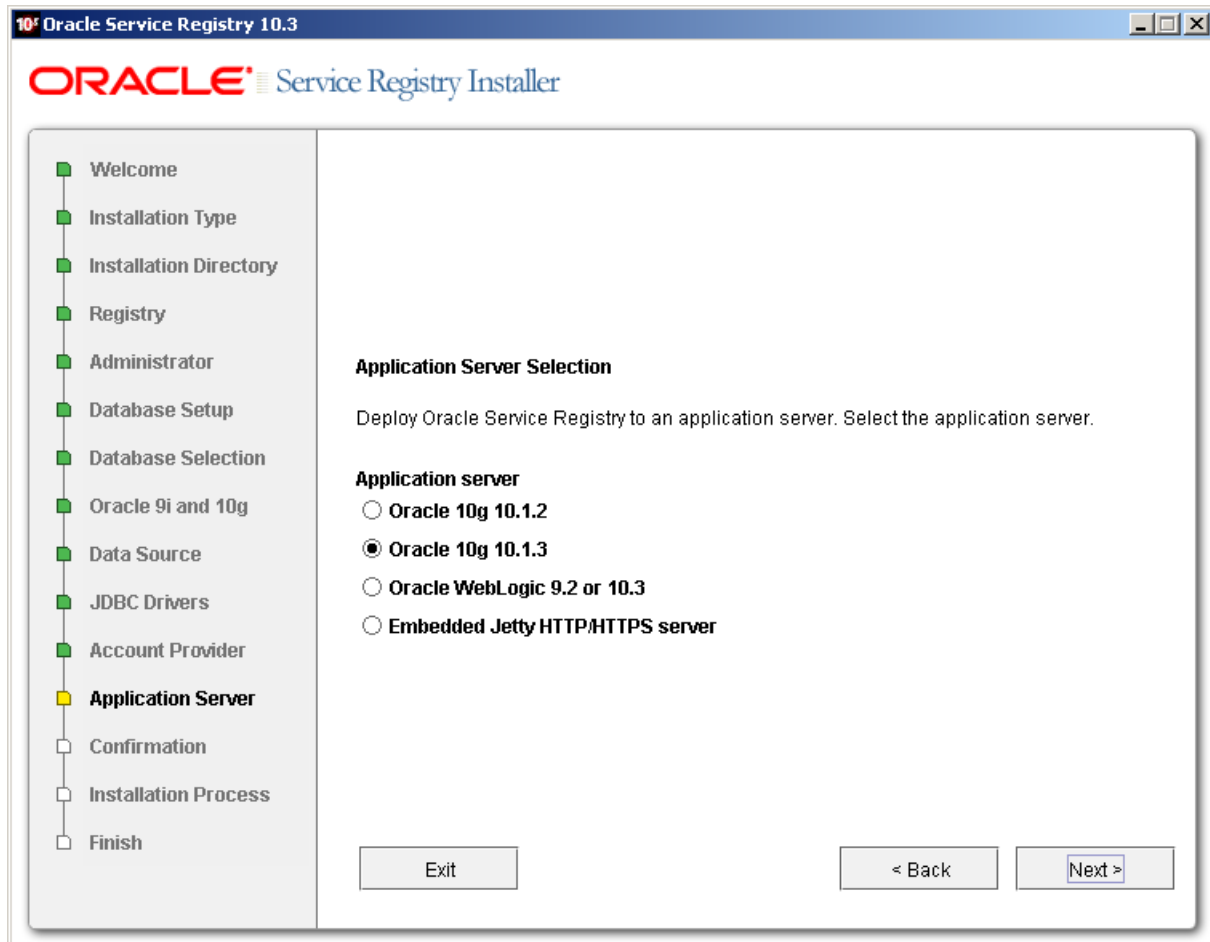 Oracle Service Registry 10.3
ORACLE Service Registry Installer
Welcome
Installation Type
Installation Directory
Registry
Administrator
Database Setup
Database Selection
Oracle 9i and 10g
Data Source
JDBC Drivers
Account Provider
Application Server
Confirmation
Installation Process
Finish
Application Server Selection
Deploy Oracle Service Registry to an application server. Select the application server.
Application server
Oracle 10g 10.1.2
Oracle 10g 10.1.3
Oracle WebLogic 9.2 or 10.3
Embedded Jetty HTTP/HTTPS server
Exit
< Back
Next >